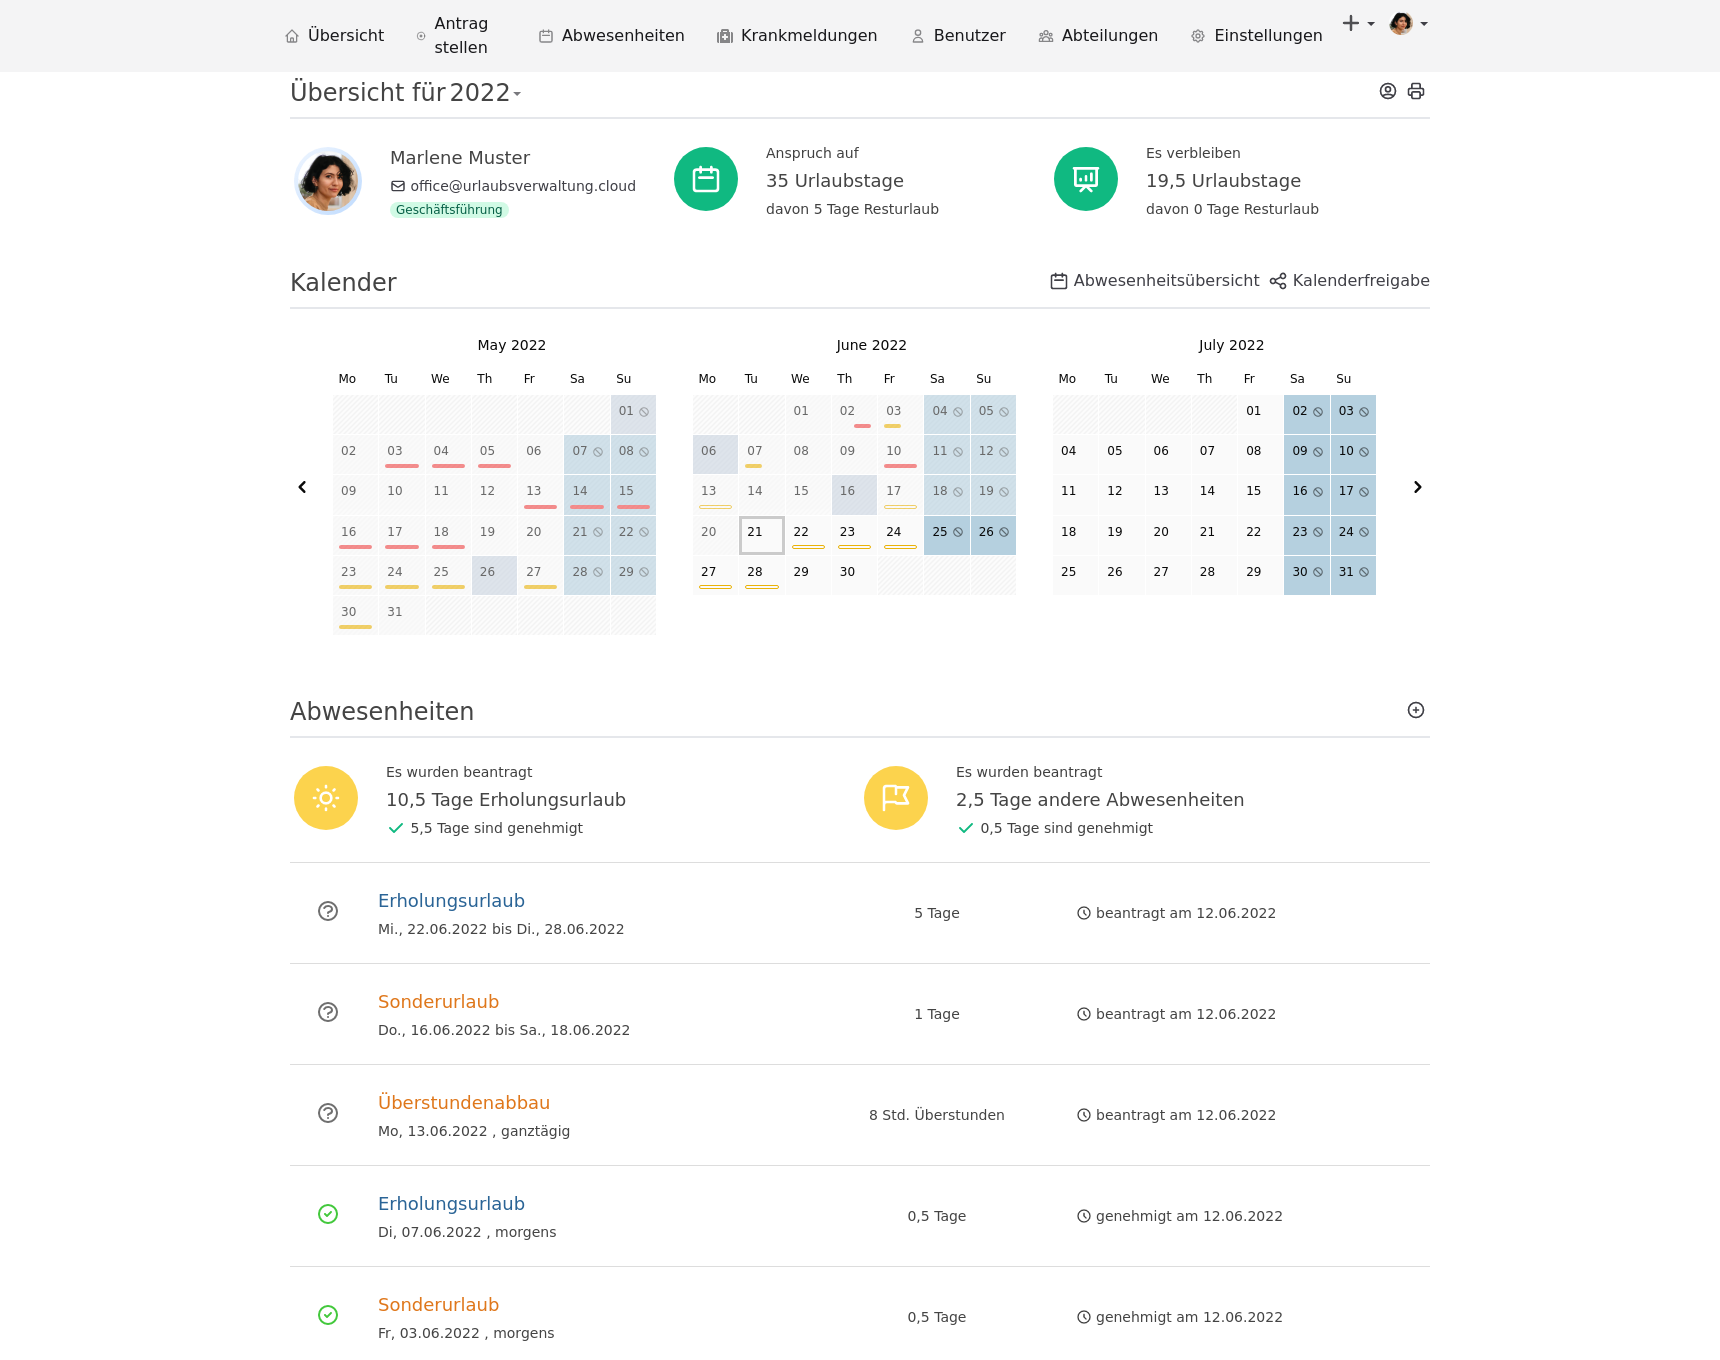 Übersicht
Antrag
stellen
Abwesenheiten
Krankmeldungen
Benutzer
Abteilungen
Einstellungen
Übersicht für 2022
Marlene Muster
office@urlaubsverwaltung.cloud
Geschäftsführung
Anspruch auf
35 Urlaubstage
davon 5 Tage Resturlaub
Es verbleiben
19,5 Urlaubstage
davon 0 Tage Resturlaub
Kalender
Abwesenheitsübersicht
Kalenderfreigabe
May 2022
Mo Tu We Th Fr Sa Su
01
02 03 04 05 06 07 08
09 10 11 12 13 14 15
16 17 18 19 20 21 22
23 24 25 26 27 28 29
30 31
June 2022
Mo Tu We Th Fr Sa Su
01 02 03 04 05
06 07 08 09 10 11 12
13 14 15 16 17 18 19
20 21 22 23 24 25 26
27 28 29 30
July 2022
Mo Tu We Th Fr Sa Su
01 02 03
04 05 06 07 08 09 10
11 12 13 14 15 16 17
18 19 20 21 22 23 24
25 26 27 28 29 30 31
Abwesenheiten
Es wurden beantragt
10,5 Tage Erholungsurlaub
5,5 Tage sind genehmigt
Es wurden beantragt
2,5 Tage andere Abwesenheiten
0,5 Tage sind genehmigt
Erholungsurlaub
Mi., 22.06.2022 bis Di., 28.06.2022
5 Tage
beantragt am 12.06.2022
Sonderurlaub
Do., 16.06.2022 bis Sa., 18.06.2022
1 Tage
beantragt am 12.06.2022
Überstundenabbau
Mo, 13.06.2022 , ganztägig
8 Std. Überstunden
beantragt am 12.06.2022
Erholungsurlaub
Di, 07.06.2022 , morgens
0,5 Tage
genehmigt am 12.06.2022
Sonderurlaub
Fr, 03.06.2022 , morgens
0,5 Tage
genehmigt am 12.06.2022